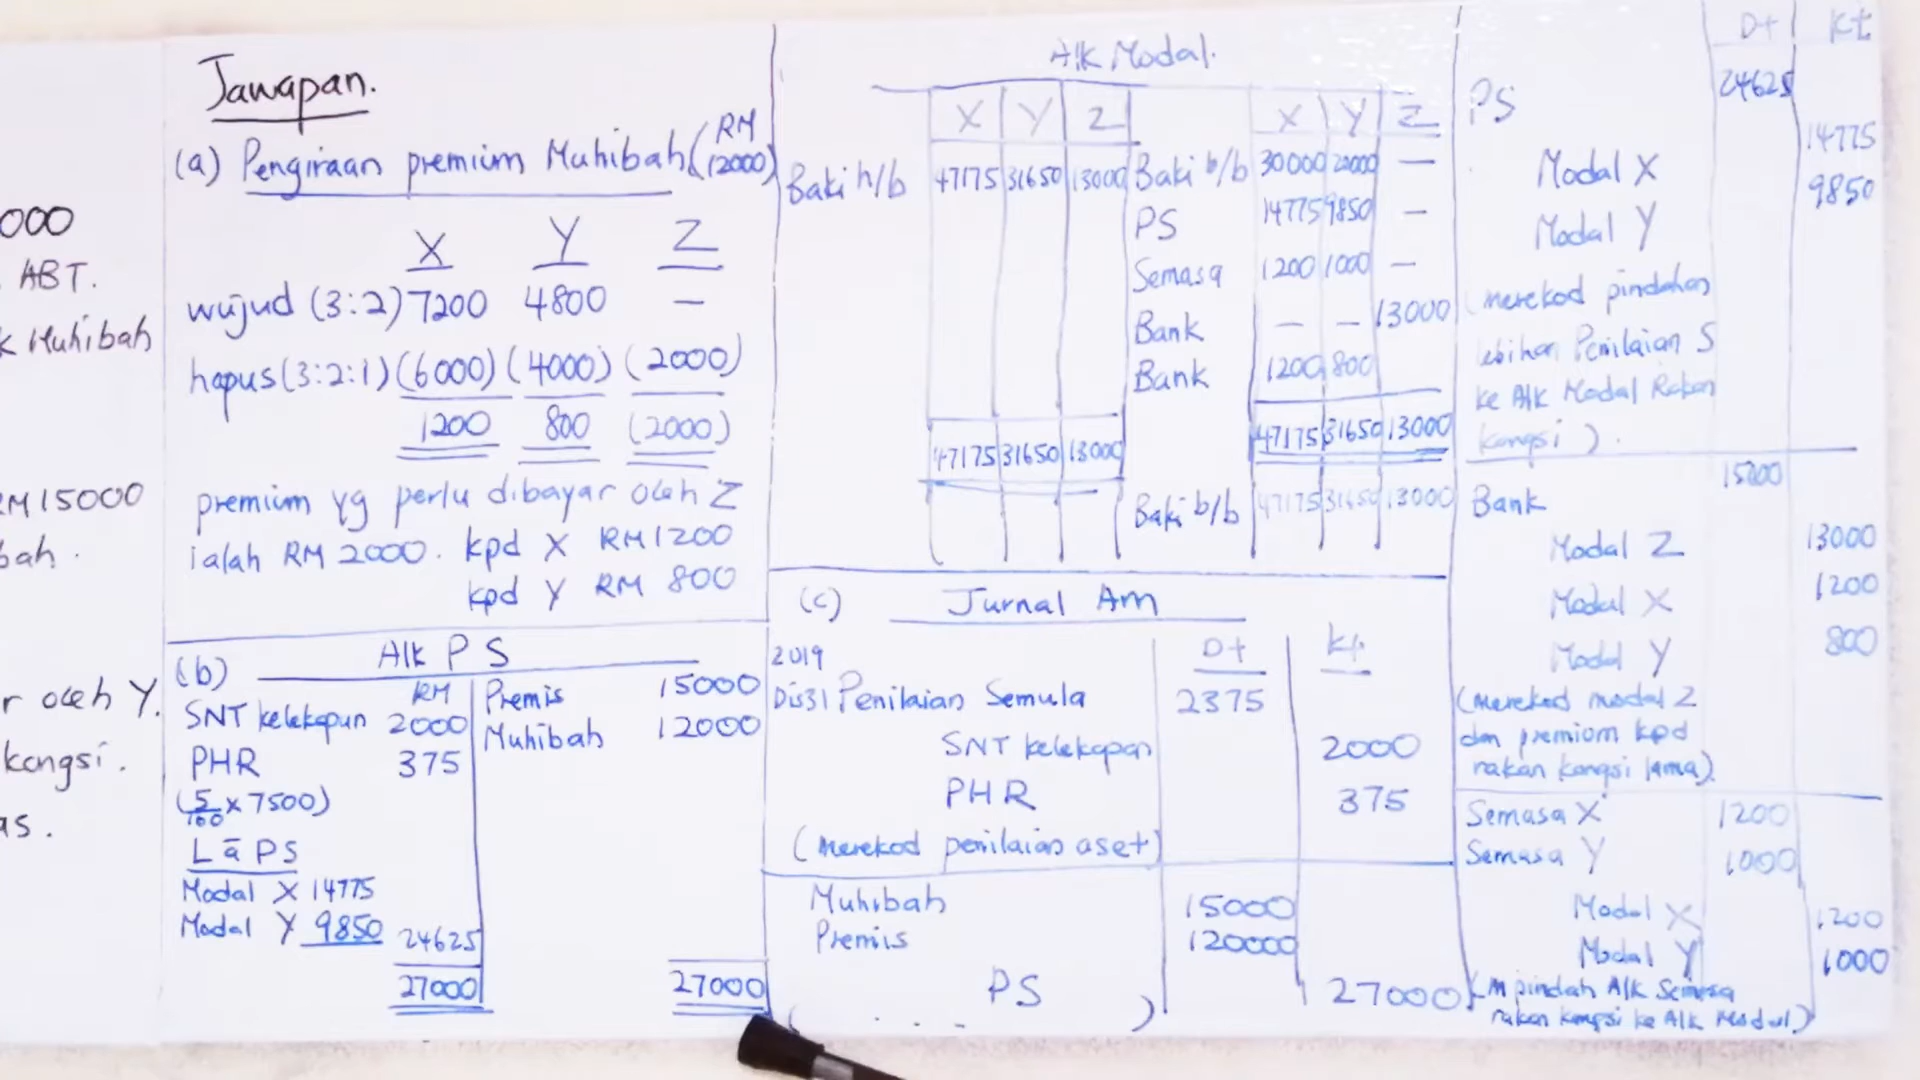 000
ABT.
k Muhibah
RM15000
bah.
r oleh Y.
kongsi.
as.
Jawapan.
(a) Pengiraan premium Muhibah (RM 12000)
X Y Z
wujud (3:2) 7200 4800 —
hapus (3:2:1) (6000) (4000) (2000)
1200 800 (2000)
premium yg perlu dibayar oleh Z
ialah RM 2000. kpd X RM 1200
kpd Y RM 800
(b) Alk P S
RM
SNT kelekapan 2000 Premis 15000
PHR 375 Muhibah 12000
(5/100 x 7500)
L ā PS
Modal X 14775
Modal Y 9850 24625
27000 27000
Alk Modal.
X Y Z X Y Z
Baki h/b 47175 31650 13000 Baki b/b 30000 20000 —
PS 14775 9850 —
Semasa 1200 1000 —
Bank — — 13000
Bank 1200 800
47175 31650 13000 47175 31650 13000
Baki b/b 47175 31650 13000
(c) Jurnal Am
2019 Dt Kt
Dis31 Penilaian Semula 2375
SNT kelekapan 2000
PHR 375
(merekod penilaian aset)
Muhibah 15000
Premis 120000
PS 27000
( . . - - )
Dt Kt
PS 24625
Modal X 14775
Modal Y 9850
(merekod pindahan
lebihan Penilaian S
ke Alk Modal Rakan
kongsi).
Bank 15000
Modal Z 13000
Modal X 1200
Modal Y 800
(merekod modal Z
dan premium kpd
rakan kongsi lama).
Semasa X 1200
Semasa Y 1000
Modal X 1200
Modal Y 1000
(M pindah Alk Semasa
rakan kongsi ke Alk Modal)